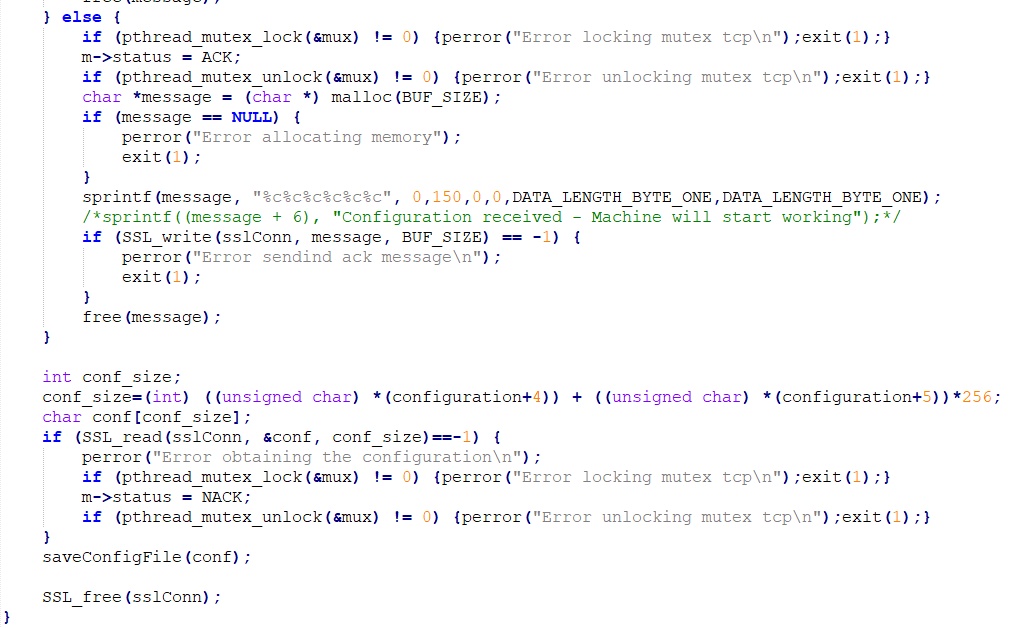 } else {
if (pthread_mutex_lock(&mux) != 0) {perror("Error locking mutex tcp\n");exit(1);}
m->status = ACK;
if (pthread_mutex_unlock(&mux) != 0) {perror("Error unlocking mutex tcp\n");exit(1);}
char *message = (char *) malloc(BUF_SIZE);
if (message == NULL) {
perror("Error allocating memory");
exit(1);
}
sprintf(message, "%c%c%c%c%c%c", 0,150,0,0,DATA_LENGTH_BYTE_ONE,DATA_LENGTH_BYTE_ONE);
/*sprintf((message + 6), "Configuration received - Machine will start working");*/
if (SSL_write(sslConn, message, BUF_SIZE) == -1) {
perror("Error sendind ack message\n");
exit(1);
}
free(message);
}
int conf_size;
conf_size=(int) ((unsigned char) *(configuration+4)) + ((unsigned char) *(configuration+5))*256;
char conf[conf_size];
if (SSL_read(sslConn, &conf, conf_size)==-1) {
perror("Error obtaining the configuration\n");
if (pthread_mutex_lock(&mux) != 0) {perror("Error locking mutex tcp\n");exit(1);}
m->status = NACK;
if (pthread_mutex_unlock(&mux) != 0) {perror("Error unlocking mutex tcp\n");exit(1);}
}
saveConfigFile(conf);
SSL_free(sslConn);
}